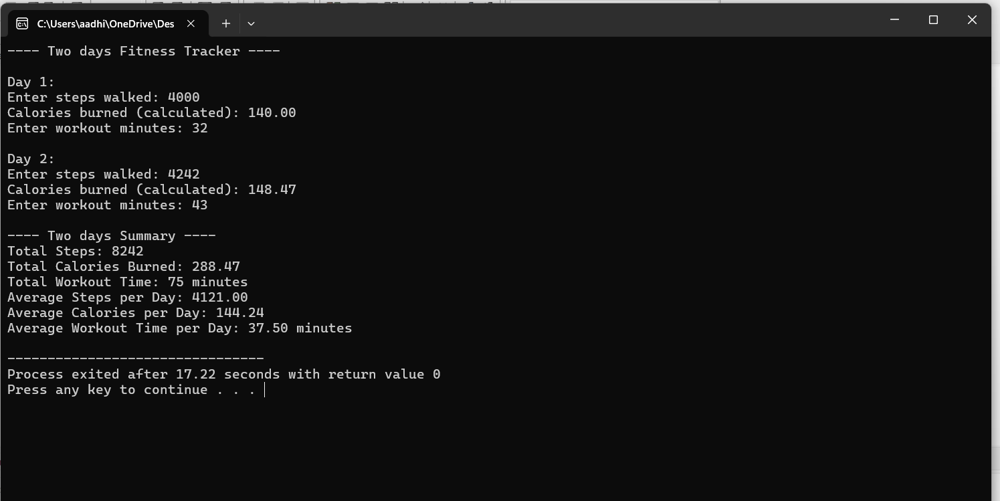 C:\Users\aadhi\OneDrive\Des
---- Two days Fitness Tracker ----
Day 1:
Enter steps walked: 4000
Calories burned (calculated): 140.00
Enter workout minutes: 32
Day 2:
Enter steps walked: 4242
Calories burned (calculated): 148.47
Enter workout minutes: 43
---- Two days Summary ----
Total Steps: 8242
Total Calories Burned: 288.47
Total Workout Time: 75 minutes
Average Steps per Day: 4121.00
Average Calories per Day: 144.24
Average Workout Time per Day: 37.50 minutes
--------------------------------
Process exited after 17.22 seconds with return value 0
Press any key to continue . . .